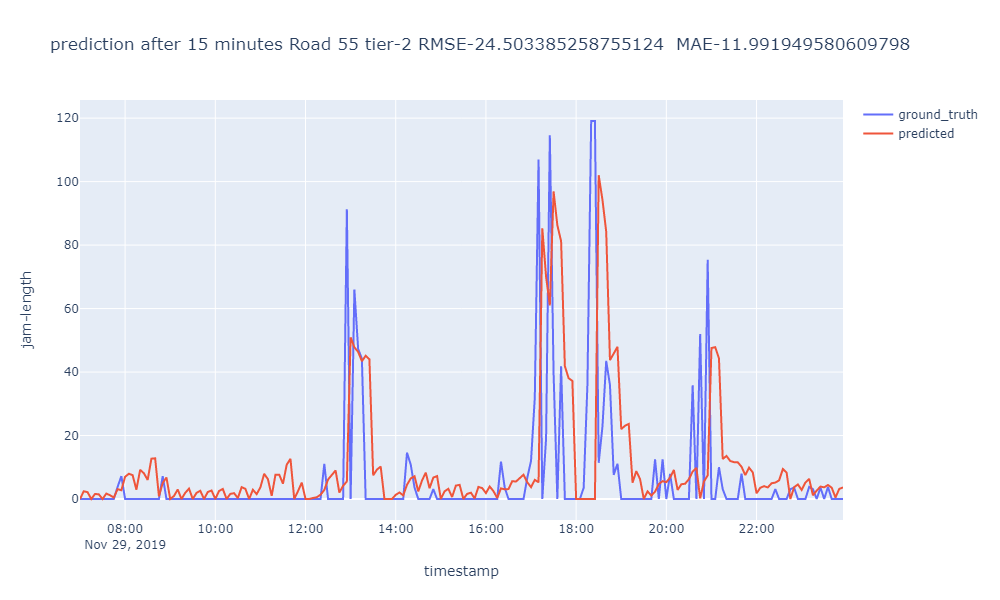 prediction after 15 minutes Road 55 tier-2 RMSE-24.503385258755124  MAE-11.991949580609798
ground_truth
predicted
jam-length
120
100
80
60
40
20
0
08:00 10:00 12:00 14:00 16:00 18:00 20:00 22:00
Nov 29, 2019
timestamp